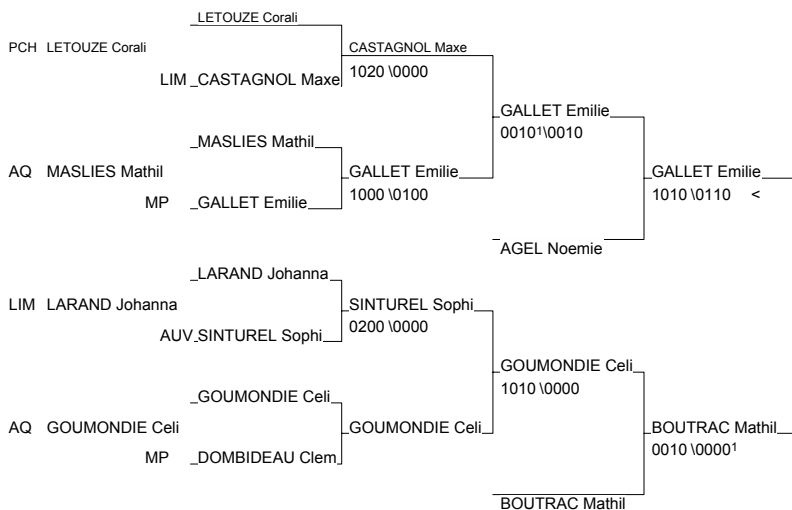 LETOUZE Corali
PCH LETOUZE Corali
CASTAGNOL Maxe
LIM CASTAGNOL Maxe
1020 \0000
GALLET Emilie
0010¹\0010
MASLIES Mathil
AQ MASLIES Mathil
GALLET Emilie
GALLET Emilie
MP GALLET Emilie
1000 \0100
1010 \0110 <
AGEL Noemie
LARAND Johanna
LIM LARAND Johanna
SINTUREL Sophi
AUV SINTUREL Sophi
0200 \0000
GOUMONDIE Celi
1010 \0000
GOUMONDIE Celi
AQ GOUMONDIE Celi
GOUMONDIE Celi
BOUTRAC Mathil
MP DOMBIDEAU Clem
0010 \0000¹
BOUTRAC Mathil